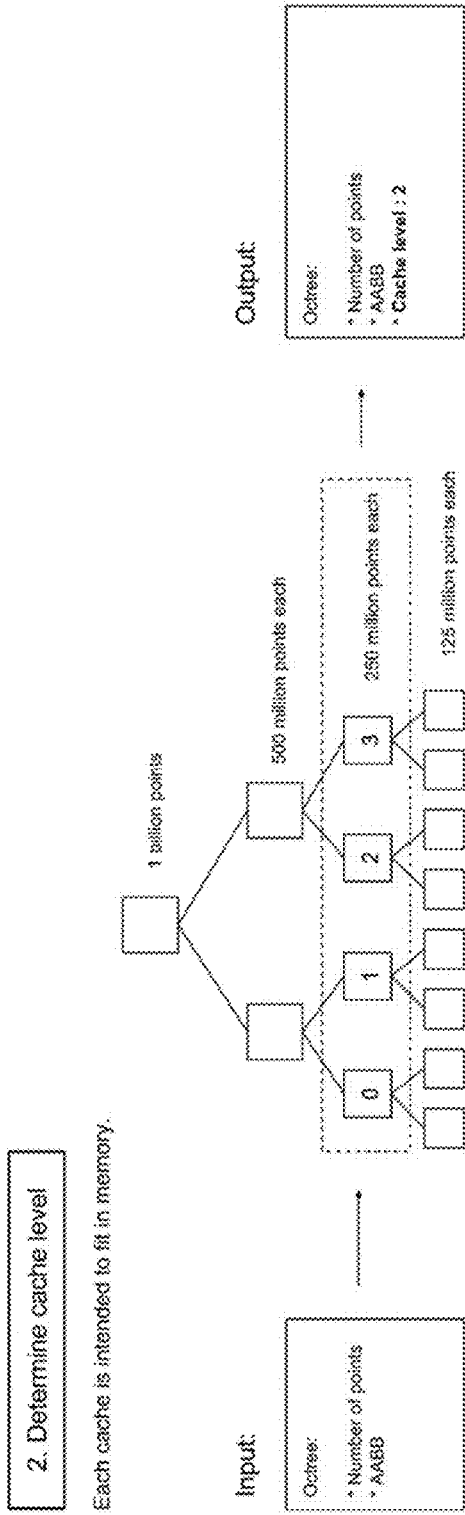 2. Determine cache level
Each cache is intended to fit in memory.
Input:
Octree:
* Number of points
* AABB
1 billion points
500 million points each
250 million points each
0
1
2
3
125 million points each
Output:
Octree:
* Number of points
* AABB
* Cache level : 2